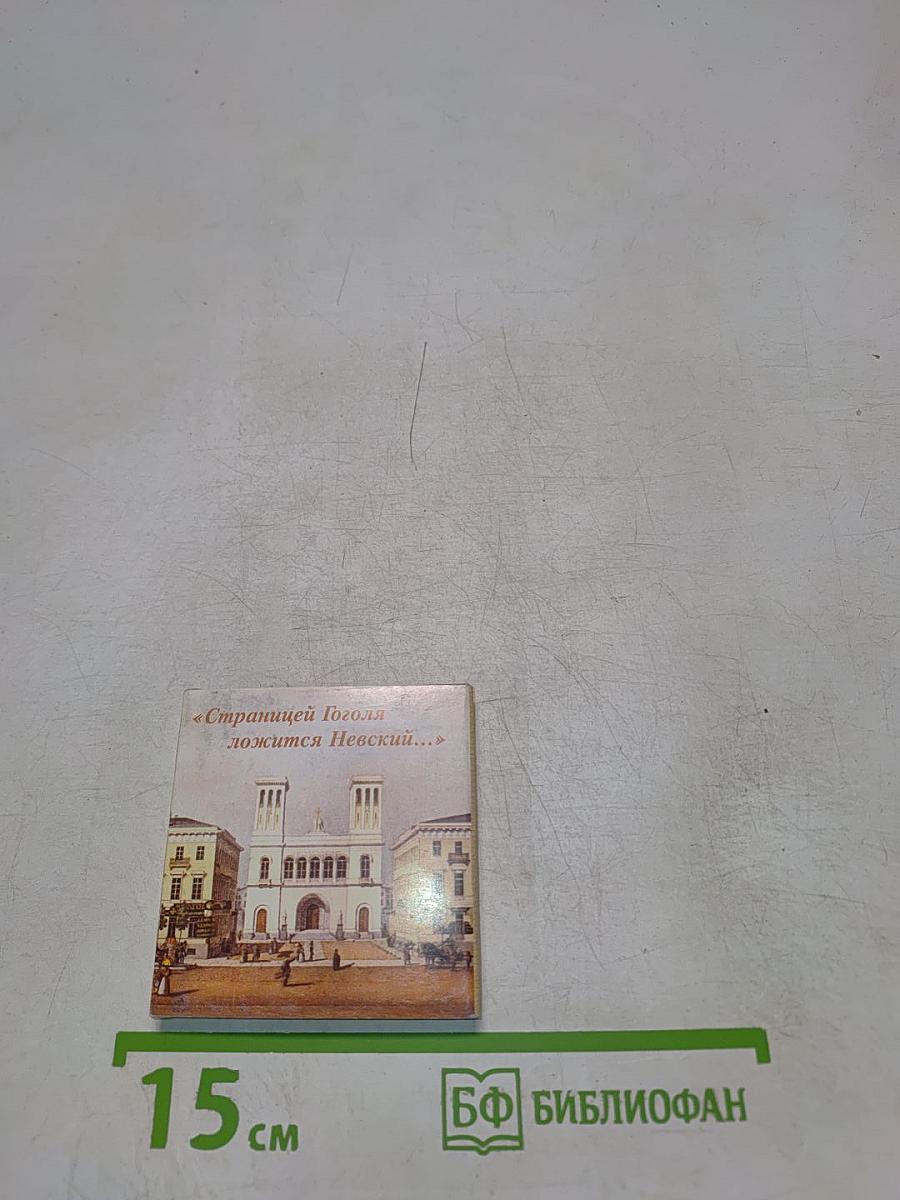 «Страницей Гоголя
ложится Невский...»
15 см
БФ БИБЛИОФАН